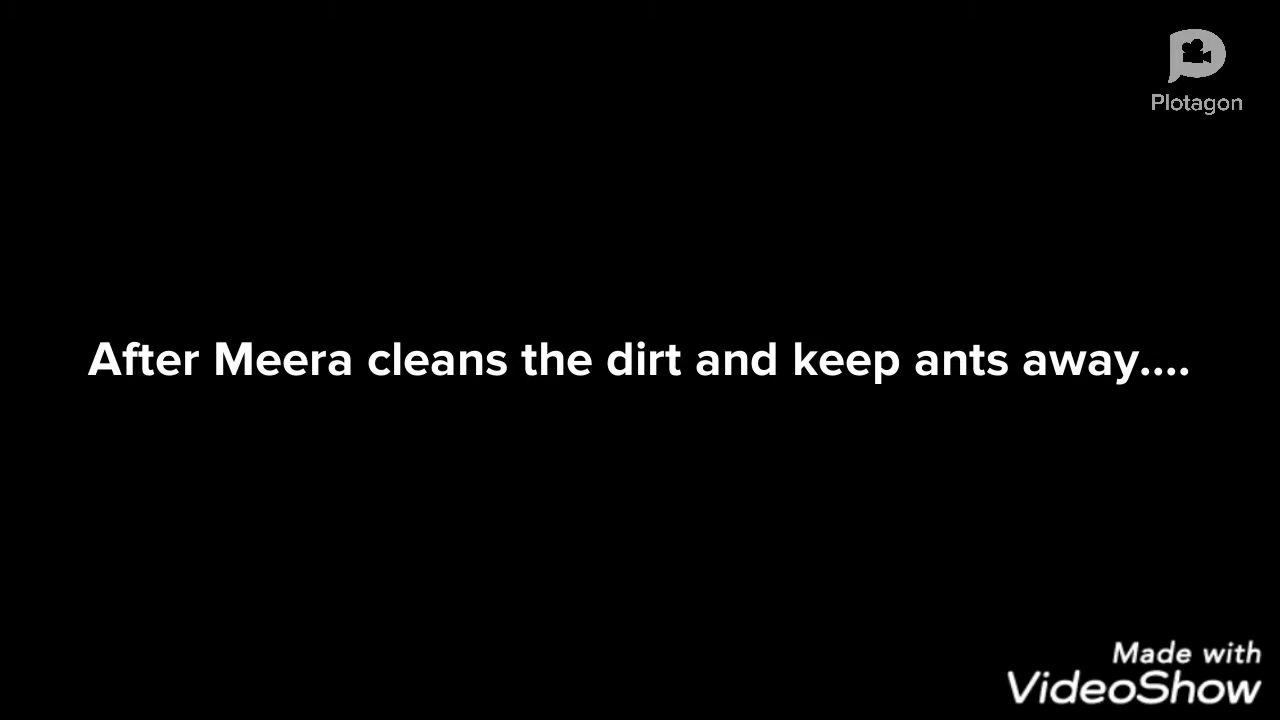 Plotagon
After Meera cleans the dirt and keep ants away....
Made with
VideoShow